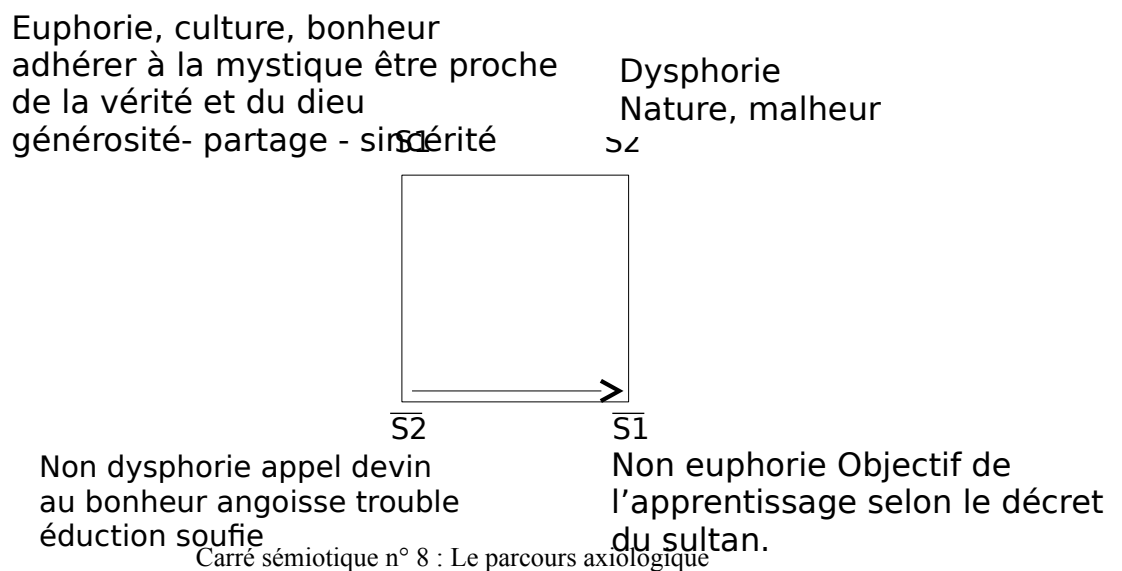 Euphorie, culture, bonheur
adhérer à la mystique être proche
de la vérité et du dieu
générosité- partage - sincérité
Dysphorie
Nature, malheur
S1
S2
S̅2̅
S̅1̅
Non dysphorie appel devin
au bonheur angoisse trouble
éduction soufie
Non euphorie Objectif de
l’apprentissage selon le décret
du sultan.
Carré sémiotique n° 8 : Le parcours axiologique